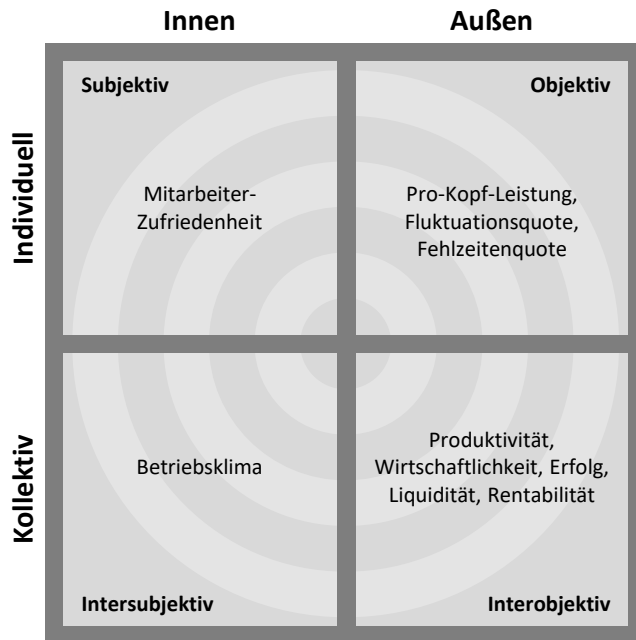 Innen
Außen
Individuell
Subjektiv
Objektiv
Mitarbeiter-
Zufriedenheit
Pro-Kopf-Leistung,
Fluktuationsquote,
Fehlzeitenquote
Kollektiv
Betriebsklima
Produktivität,
Wirtschaftlichkeit, Erfolg,
Liquidität, Rentabilität
Intersubjektiv
Interobjektiv